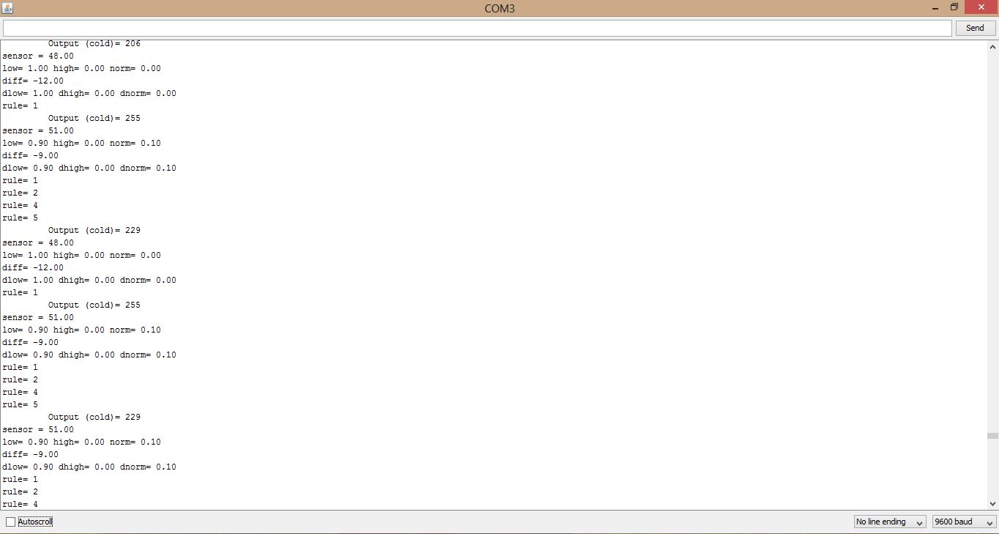 COM3
Send
Output (cold)= 206
sensor = 48.00
low= 1.00 high= 0.00 norm= 0.00
diff= -12.00
dlow= 1.00 dhigh= 0.00 dnorm= 0.00
rule= 1
Output (cold)= 255
sensor = 51.00
low= 0.90 high= 0.00 norm= 0.10
diff= -9.00
dlow= 0.90 dhigh= 0.00 dnorm= 0.10
rule= 1
rule= 2
rule= 4
rule= 5
Output (cold)= 229
sensor = 48.00
low= 1.00 high= 0.00 norm= 0.00
diff= -12.00
dlow= 1.00 dhigh= 0.00 dnorm= 0.00
rule= 1
Output (cold)= 255
sensor = 51.00
low= 0.90 high= 0.00 norm= 0.10
diff= -9.00
dlow= 0.90 dhigh= 0.00 dnorm= 0.10
rule= 1
rule= 2
rule= 4
rule= 5
Output (cold)= 229
sensor = 51.00
low= 0.90 high= 0.00 norm= 0.10
diff= -9.00
dlow= 0.90 dhigh= 0.00 dnorm= 0.10
rule= 1
rule= 2
rule= 4
Autoscroll No line ending 9600 baud